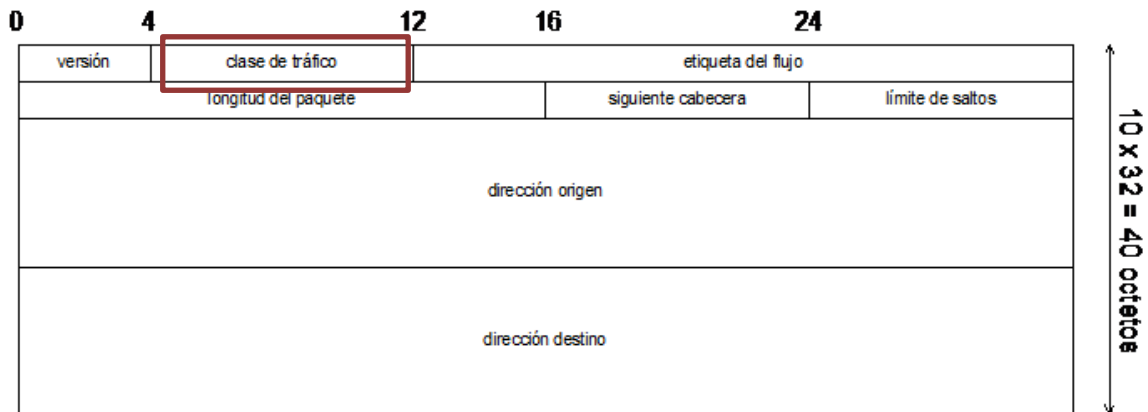 0 4 12 16 24
versión clase de tráfico etiqueta del flujo
longitud del paquete siguiente cabecera límite de saltos
dirección origen
dirección destino
10 x 32 = 40 octetos